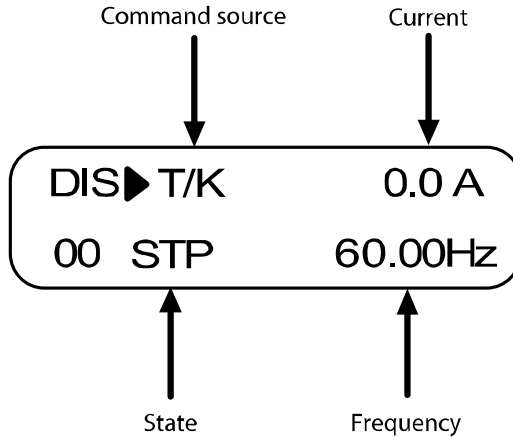 Command source Current
DIS▶T/K 0.0 A
00 STP 60.00Hz
State Frequency